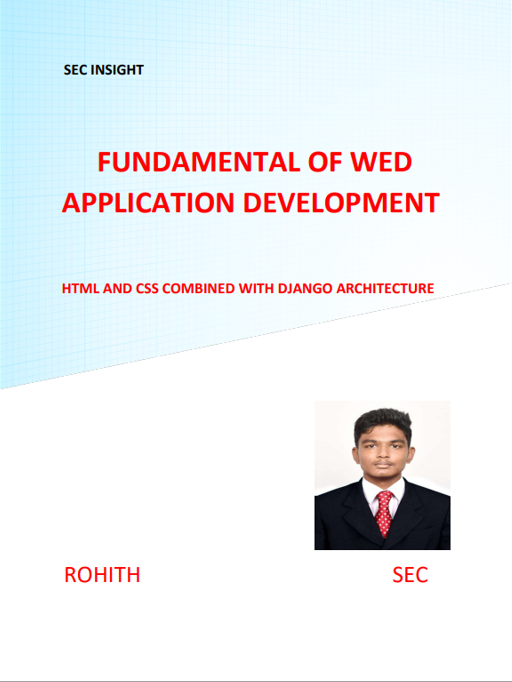 SEC INSIGHT
FUNDAMENTAL OF WED
APPLICATION DEVELOPMENT
HTML AND CSS COMBINED WITH DJANGO ARCHITECTURE
ROHITH SEC